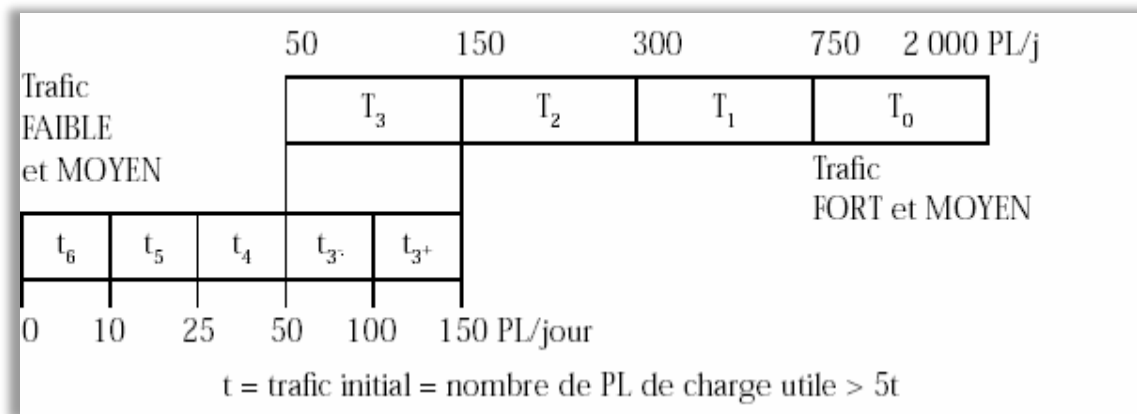 50 150 300 750 2 000 PL/j
Trafic
FAIBLE
et MOYEN
T3 T2 T1 T0
Trafic
FORT et MOYEN
t6 t5 t4 t3- t3+
0 10 25 50 100 150 PL/jour
t = trafic initial = nombre de PL de charge utile > 5t